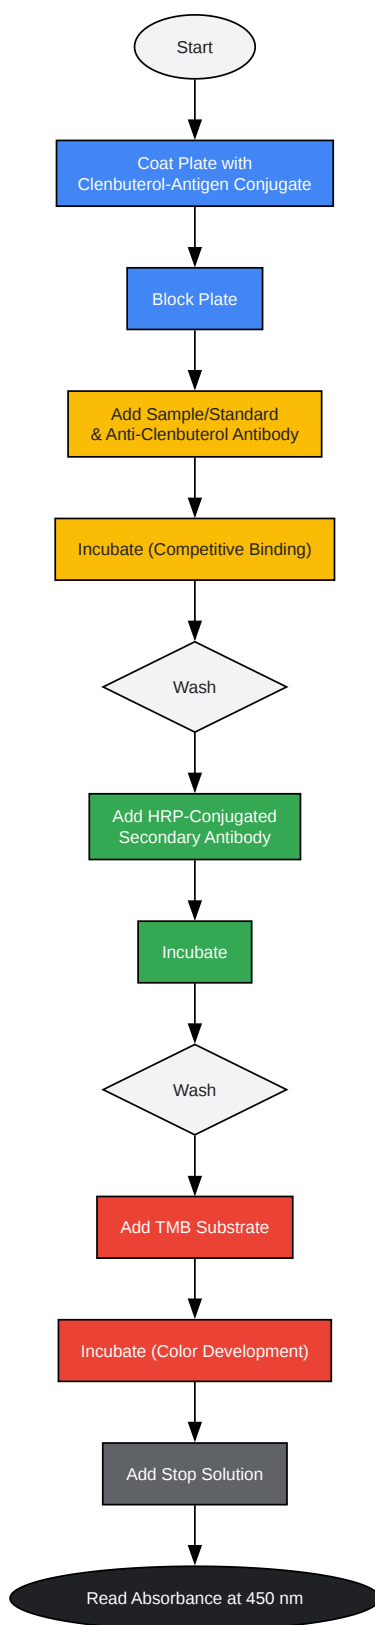 Start
Coat Plate with
Clenbuterol-Antigen Conjugate
Block Plate
Add Sample/Standard
& Anti-Clenbuterol Antibody
Incubate (Competitive Binding)
Wash
Add HRP-Conjugated
Secondary Antibody
Incubate
Wash
Add TMB Substrate
Incubate (Color Development)
Add Stop Solution
Read Absorbance at 450 nm